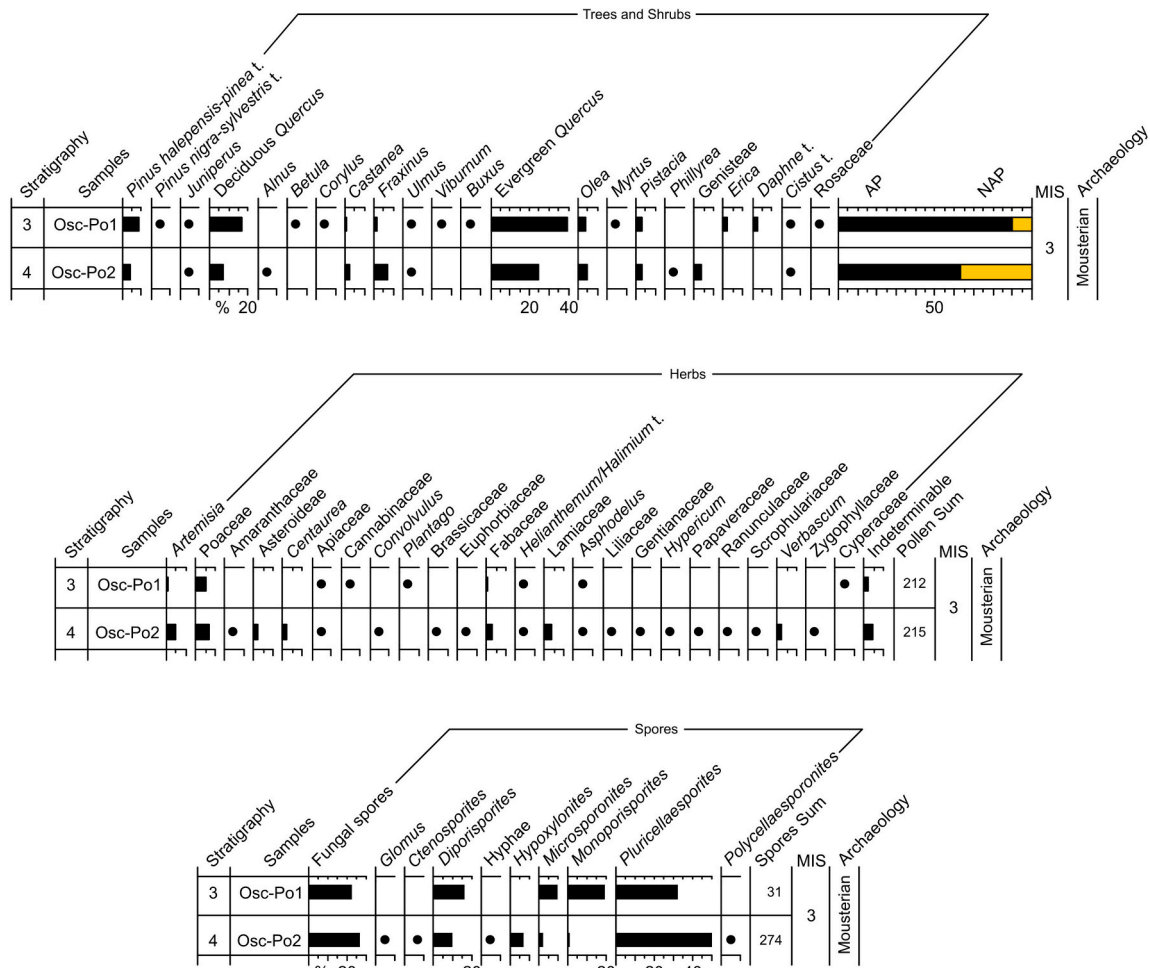 Trees and Shrubs
Stratigraphy
Samples
Pinus halepensis-pinea t.
Pinus nigra-sylvestris t.
Juniperus
Deciduous Quercus
Alnus
Betula
Corylus
Castanea
Fraxinus
Ulmus
Viburnum
Buxus
Evergreen Quercus
Olea
Myrtus
Pistacia
Phillyrea
Genisteae
Erica
Daphne t.
Cistus t.
Rosaceae
AP
NAP
MIS
Archaeology
3 Osc-Po1
4 Osc-Po2
3
Mousterian
% 20 20 40 50
Herbs
Stratigraphy
Samples
Artemisia
Poaceae
Amaranthaceae
Asteroideae
Centaurea
Apiaceae
Cannabinaceae
Convolvulus
Plantago
Brassicaceae
Euphorbiaceae
Fabaceae
Helianthemum/Halimium t.
Lamiaceae
Asphodelus
Liliaceae
Gentianaceae
Hypericum
Papaveraceae
Ranunculaceae
Scrophulariaceae
Verbascum
Zygophyllaceae
Cyperaceae
Indeterminable
Pollen Sum
MIS
Archaeology
3 Osc-Po1 212
4 Osc-Po2 215
3
Mousterian
Spores
Stratigraphy
Samples
Fungal spores
Glomus
Ctenosporites
Diporisporites
Hyphae
Hypoxylonites
Microsporonites
Monoporisporites
Pluricellaesporites
Polycellaesporonites
Spores Sum
MIS
Archaeology
3 Osc-Po1 31
4 Osc-Po2 274
3
Mousterian
% 20 20 20 20 40